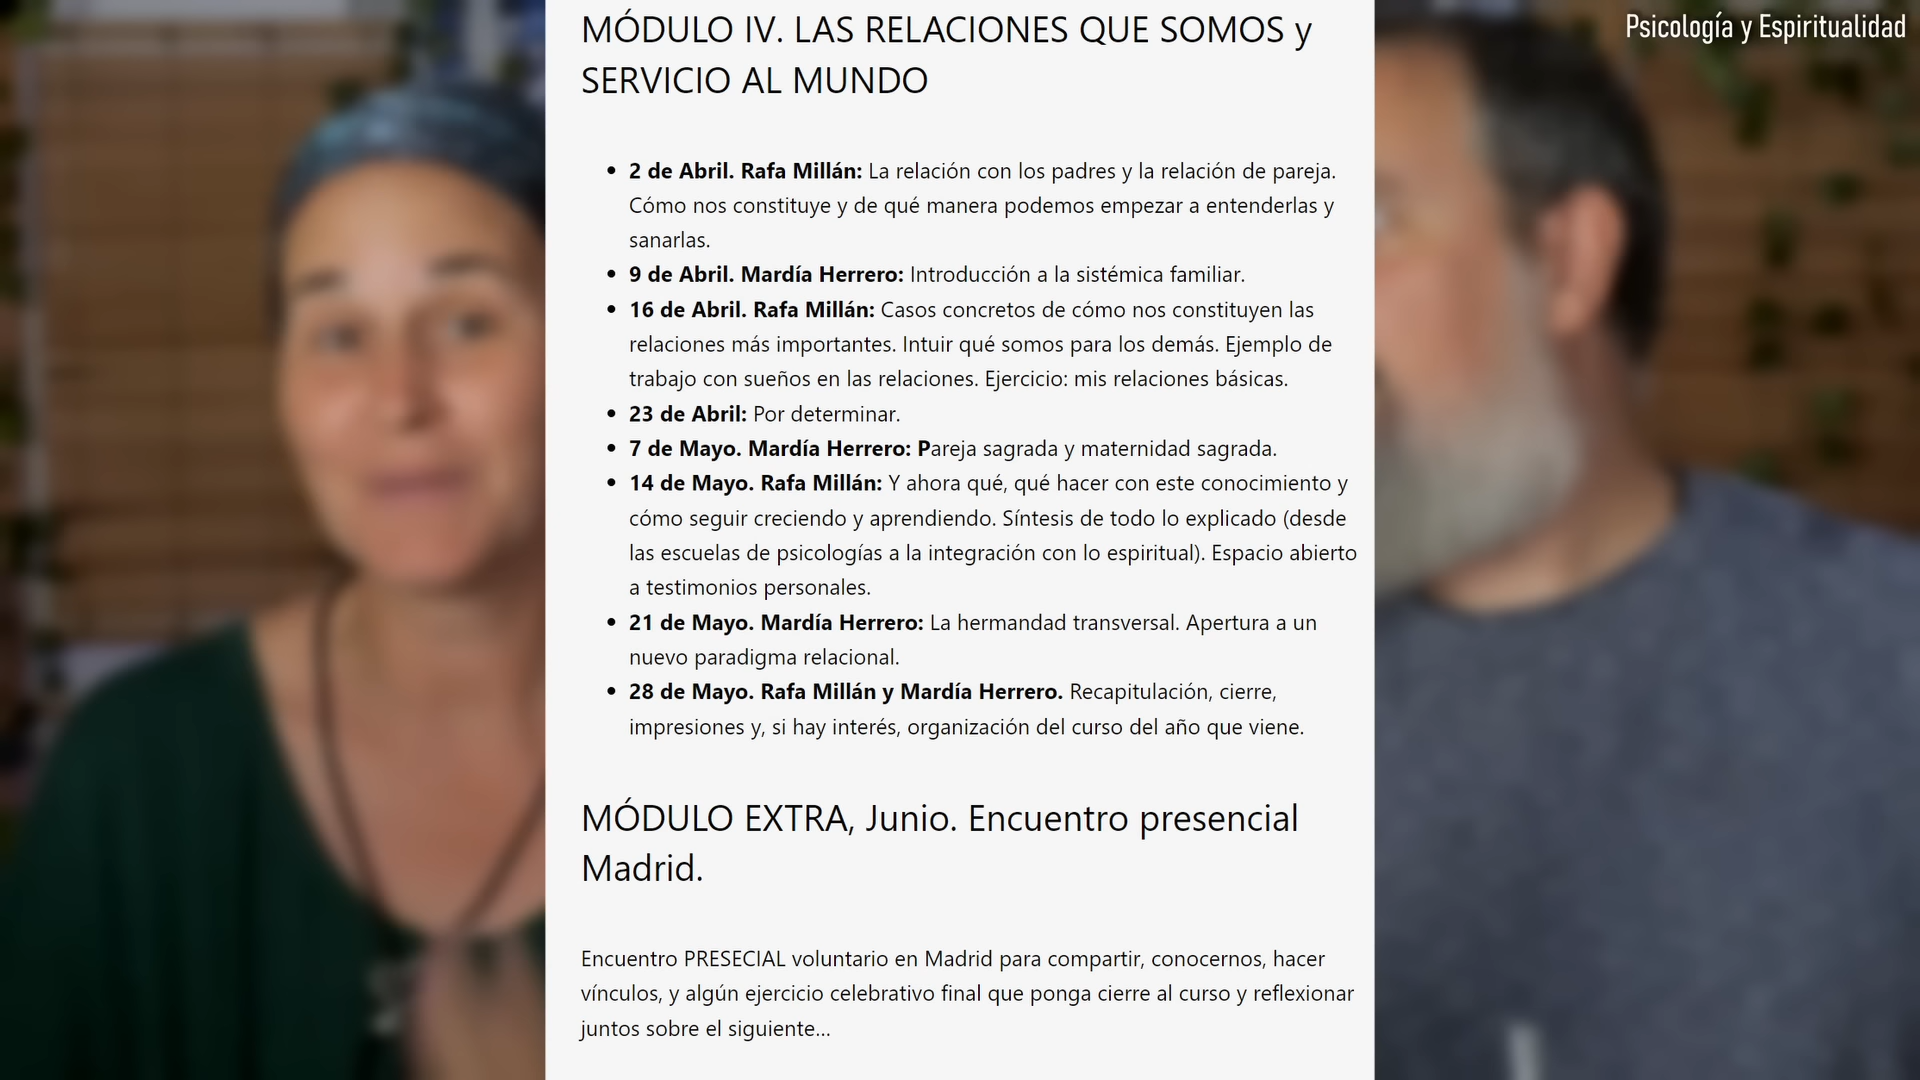 Psicología y Espiritualidad
MÓDULO IV. LAS RELACIONES QUE SOMOS y
SERVICIO AL MUNDO
• 2 de Abril. Rafa Millán: La relación con los padres y la relación de pareja.
Cómo nos constituye y de qué manera podemos empezar a entenderlas y
sanarlas.
• 9 de Abril. Mardía Herrero: Introducción a la sistémica familiar.
• 16 de Abril. Rafa Millán: Casos concretos de cómo nos constituyen las
relaciones más importantes. Intuir qué somos para los demás. Ejemplo de
trabajo con sueños en las relaciones. Ejercicio: mis relaciones básicas.
• 23 de Abril: Por determinar.
• 7 de Mayo. Mardía Herrero: Pareja sagrada y maternidad sagrada.
• 14 de Mayo. Rafa Millán: Y ahora qué, qué hacer con este conocimiento y
cómo seguir creciendo y aprendiendo. Síntesis de todo lo explicado (desde
las escuelas de psicologías a la integración con lo espiritual). Espacio abierto
a testimonios personales.
• 21 de Mayo. Mardía Herrero: La hermandad transversal. Apertura a un
nuevo paradigma relacional.
• 28 de Mayo. Rafa Millán y Mardía Herrero. Recapitulación, cierre,
impresiones y, si hay interés, organización del curso del año que viene.
MÓDULO EXTRA, Junio. Encuentro presencial
Madrid.
Encuentro PRESECIAL voluntario en Madrid para compartir, conocernos, hacer
vínculos, y algún ejercicio celebrativo final que ponga cierre al curso y reflexionar
juntos sobre el siguiente...